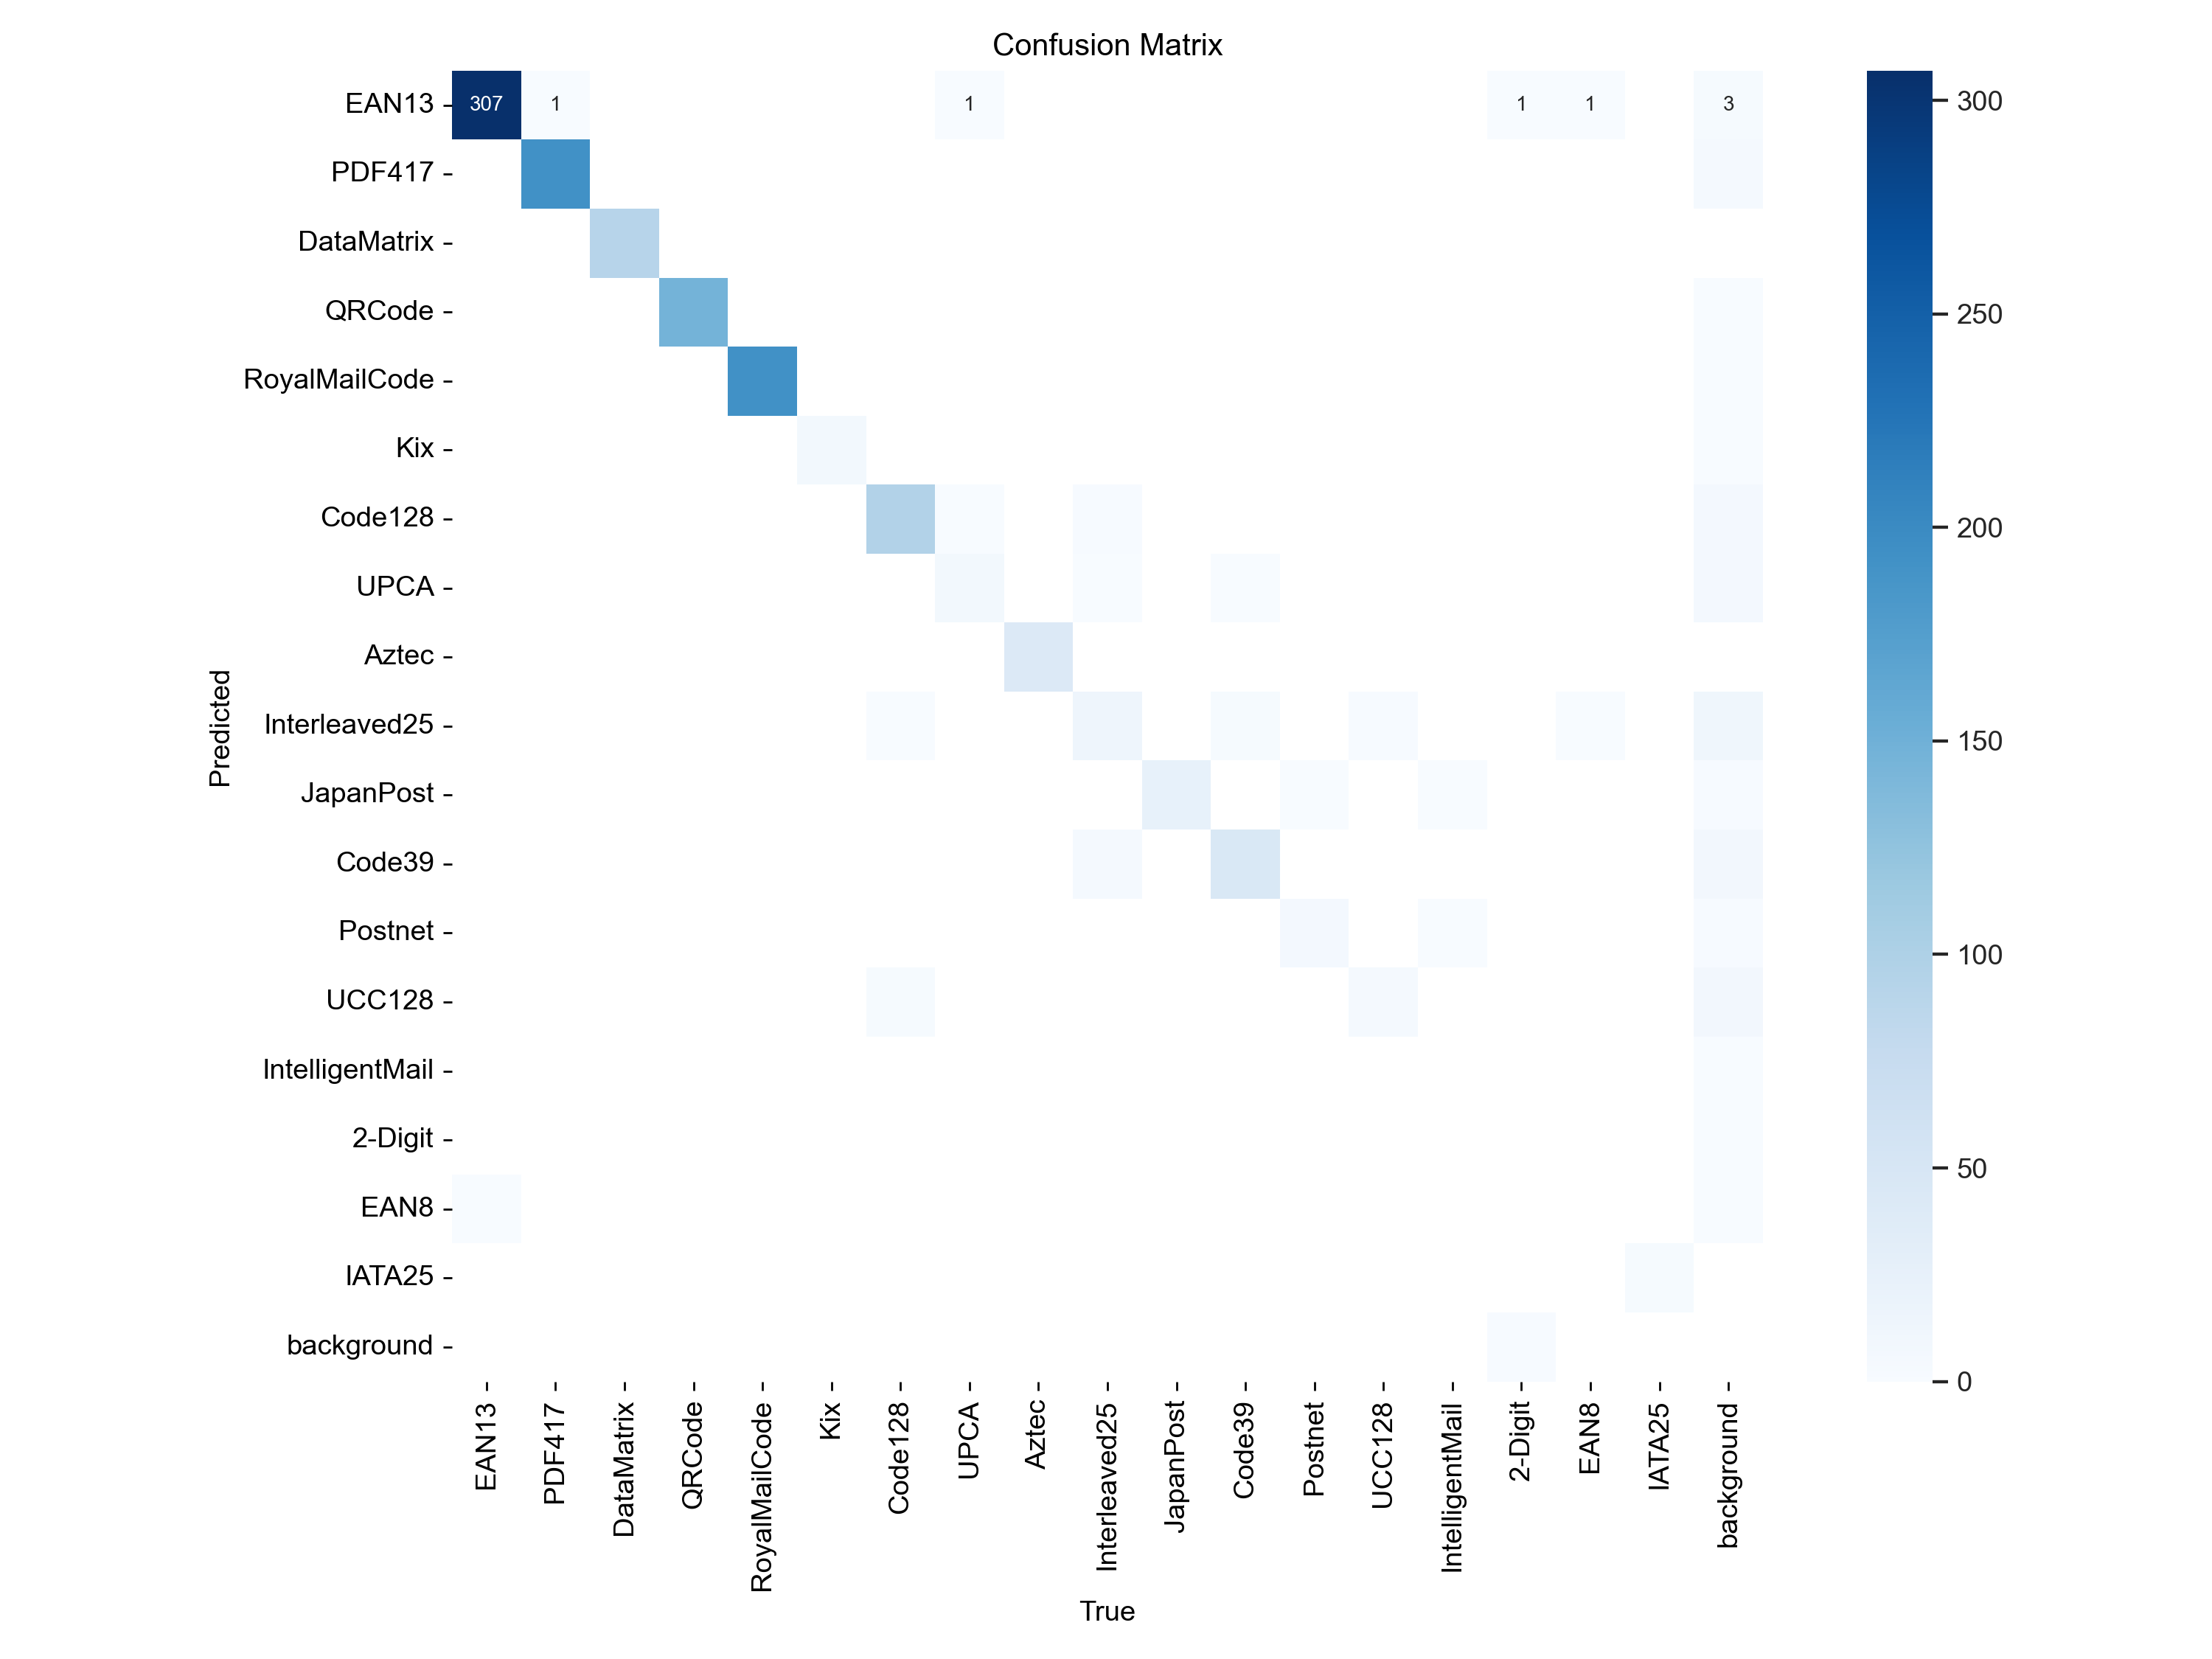 Confusion Matrix
EAN13
307 1 1 1 1 3
PDF417
DataMatrix
QRCode
RoyalMailCode
Kix
Code128
UPCA
Aztec
Interleaved25
JapanPost
Code39
Postnet
UCC128
IntelligentMail
2-Digit
EAN8
IATA25
background
Predicted
EAN13
PDF417
DataMatrix
QRCode
RoyalMailCode
Kix
Code128
UPCA
Aztec
Interleaved25
JapanPost
Code39
Postnet
UCC128
IntelligentMail
2-Digit
EAN8
IATA25
background
True
300
250
200
150
100
50
0